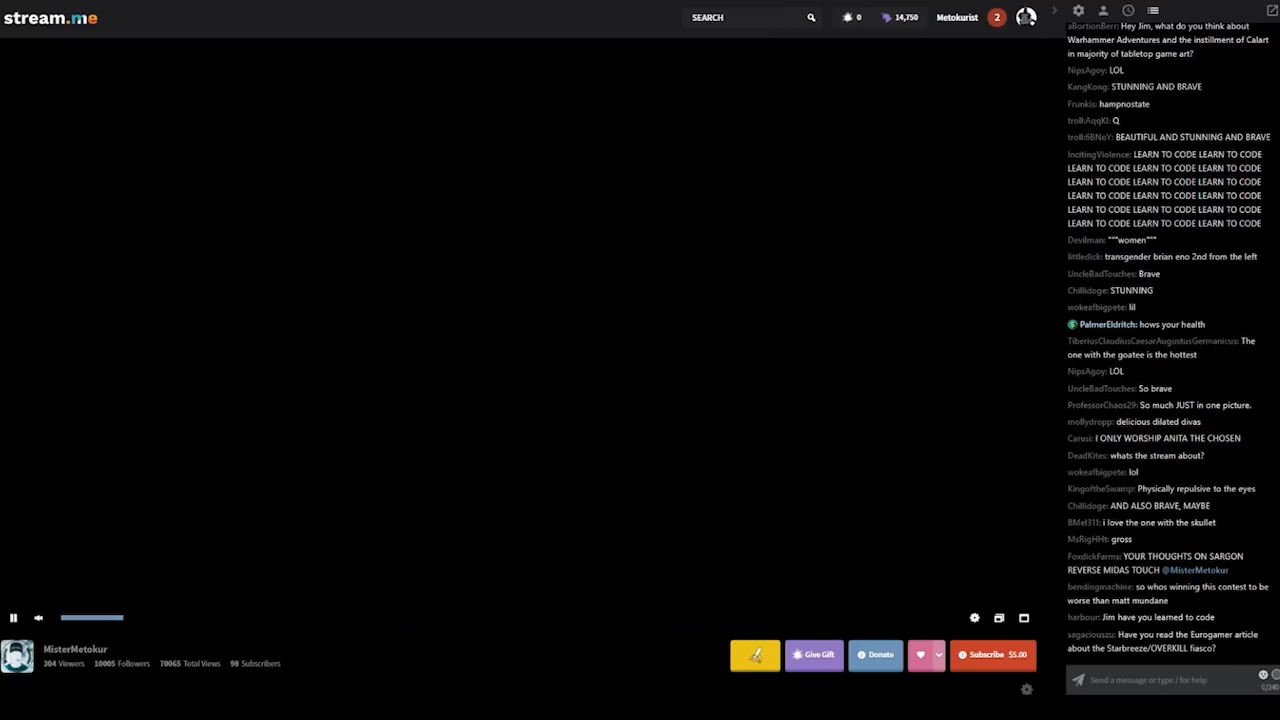 stream.me
SEARCH
0
14,750
Metokurist
2
aBortionBerr: Hey Jim, what do you think about
Warhammer Adventures and the instillment of Calart
in majority of tabletop game art?
NipsAgoy: LOL
KangKong: STUNNING AND BRAVE
Frunkis: hampnostate
troll:AqqKI: Q
troll:6BNoY: BEAUTIFUL AND STUNNING AND BRAVE
IncitingViolence: LEARN TO CODE LEARN TO CODE
LEARN TO CODE LEARN TO CODE LEARN TO CODE
LEARN TO CODE LEARN TO CODE LEARN TO CODE
LEARN TO CODE LEARN TO CODE LEARN TO CODE
LEARN TO CODE LEARN TO CODE LEARN TO CODE
LEARN TO CODE LEARN TO CODE LEARN TO CODE
Devilman: """women"""
littledick: transgender brian eno 2nd from the left
UncleBadTouches: Brave
Chillidoge: STUNNING
wokeafbigpete: lil
PalmerEldritch: hows your health
TiberiusClaudiusCaesarAugustusGermanicus: The
one with the goatee is the hottest
NipsAgoy: LOL
UncleBadTouches: So brave
ProfessorChaos29: So much JUST in one picture.
mollydropp: delicious dilated divas
Carusi: I ONLY WORSHIP ANITA THE CHOSEN
DeadKites: whats the stream about?
wokeafbigpete: lol
KingoftheSwamp: Physically repulsive to the eyes
Chillidoge: AND ALSO BRAVE, MAYBE
BMel311: i love the one with the skullet
MsRigHHt: gross
FoxdickFarms: YOUR THOUGHTS ON SARGON
REVERSE MIDAS TOUCH @MisterMetokur
bendingmachine: so whos winning this contest to be
worse than matt mundane
harbour: Jim have you learned to code
sagaciouszu: Have you read the Eurogamer article
about the Starbreeze/OVERKILL fiasco?
Send a message or type / for help
0/240
MisterMetokur
304 Viewers 10005 Followers 70065 Total Views 98 Subscribers
Give Gift
Donate
Subscribe $5.00